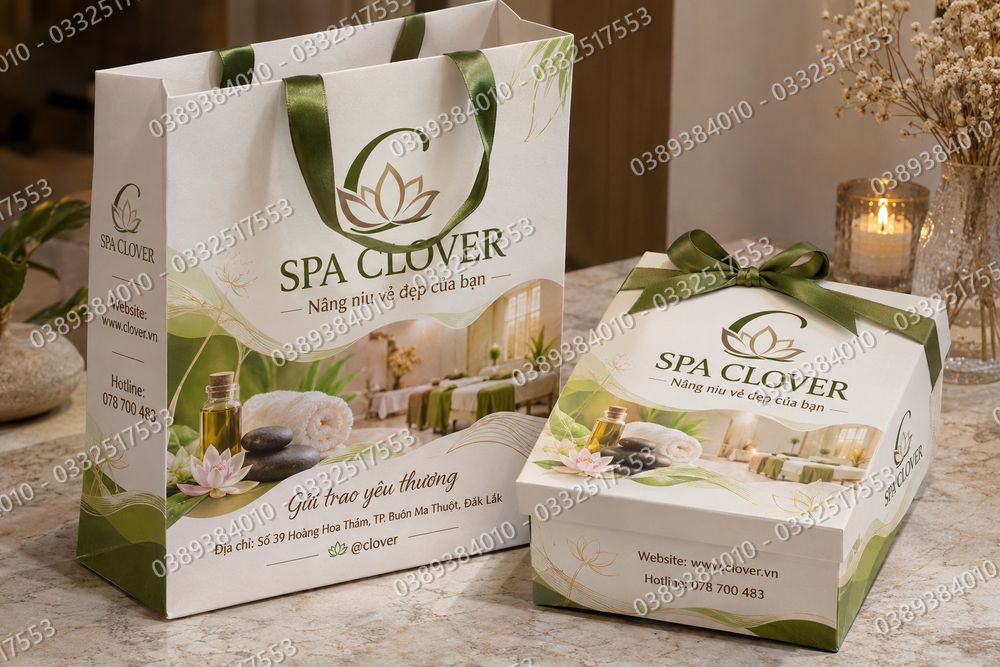 SPA CLOVER
Website:
www.clover.vn
Hotline:
078 700 483
SPA CLOVER
Nâng niu vẻ đẹp của bạn
Gửi trao yêu thương
Địa chỉ: Số 39 Hoàng Hoa Thám, TP. Buôn Ma Thuột, Đăk Lăk
@clover
SPA CLOVER
Nâng niu vẻ đẹp của bạn
SPA CLOVER
Website: www.clover.vn
Hotline: 078 700 483
0389384010 - 0332517553